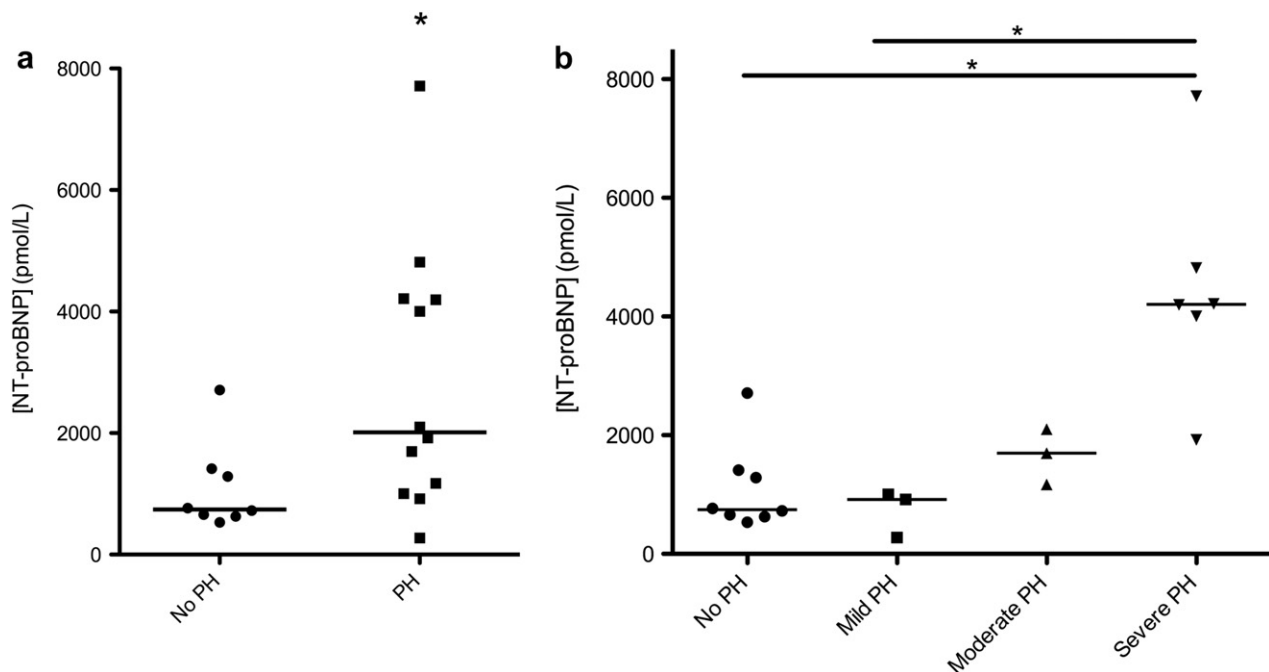 *
a
8000
6000
4000
2000
0
[NT-proBNP] (pmol/L)
No PH
PH
b
*
*
8000
6000
4000
2000
0
[NT-proBNP] (pmol/L)
No PH
Mild PH
Moderate PH
Severe PH